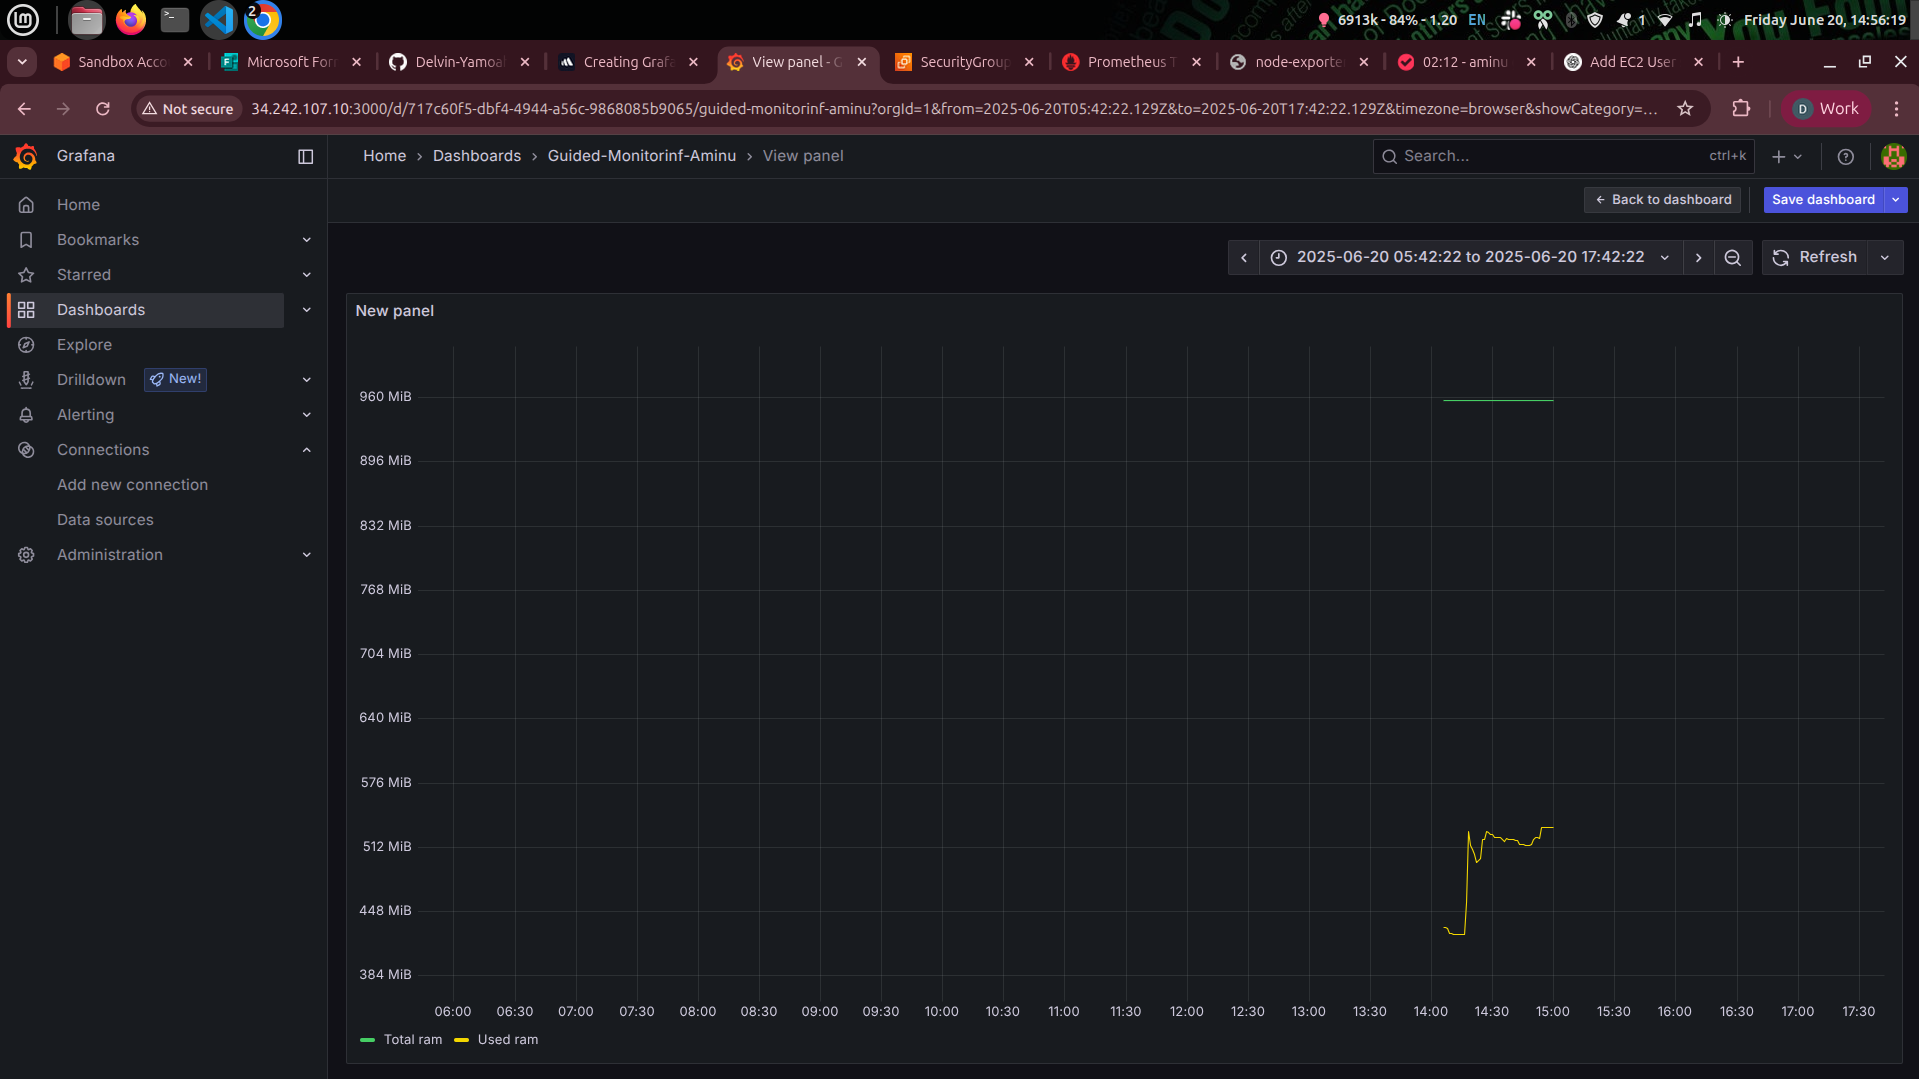 2
6913k - 84% - 1.20 EN 1 Friday June 20, 14:56:19
Sandbox Acco
Microsoft For
Delvin-Yamoah
Creating Grafa
View panel - G
SecurityGroup
Prometheus T
node-exporte
02:12 - aminu
Add EC2 User
Not secure
34.242.107.10:3000/d/717c60f5-dbf4-4944-a56c-9868085b9065/guided-monitorinf-aminu?orgId=1&from=2025-06-20T05:42:22.129Z&to=2025-06-20T17:42:22.129Z&timezone=browser&showCategory=...
D Work
Grafana
Home › Dashboards › Guided-Monitorinf-Aminu › View panel
Search... ctrl+k
Back to dashboard
Save dashboard
Home
Bookmarks
Starred
Dashboards
Explore
Drilldown New!
Alerting
Connections
Add new connection
Data sources
Administration
2025-06-20 05:42:22 to 2025-06-20 17:42:22
Refresh
New panel
960 MiB
896 MiB
832 MiB
768 MiB
704 MiB
640 MiB
576 MiB
512 MiB
448 MiB
384 MiB
06:00 06:30 07:00 07:30 08:00 08:30 09:00 09:30 10:00 10:30 11:00 11:30 12:00 12:30 13:00 13:30 14:00 14:30 15:00 15:30 16:00 16:30 17:00 17:30
Total ram Used ram